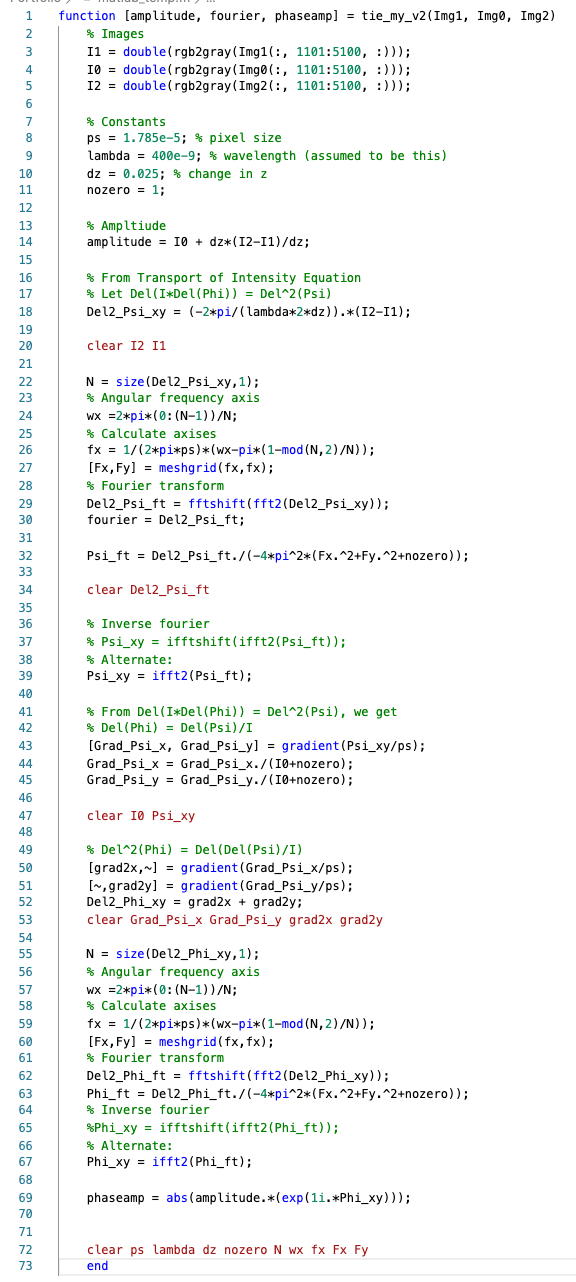 1 function [amplitude, fourier, phaseamp] = tie_my_v2(Img1, Img0, Img2)
2 % Images
3 I1 = double(rgb2gray(Img1(:, 1101:5100, :)));
4 I0 = double(rgb2gray(Img0(:, 1101:5100, :)));
5 I2 = double(rgb2gray(Img2(:, 1101:5100, :)));
6
7 % Constants
8 ps = 1.785e-5; % pixel size
9 lambda = 400e-9; % wavelength (assumed to be this)
10 dz = 0.025; % change in z
11 nozero = 1;
12
13 % Ampltiude
14 amplitude = I0 + dz*(I2-I1)/dz;
15
16 % From Transport of Intensity Equation
17 % Let Del(I*Del(Phi)) = Del^2(Psi)
18 Del2_Psi_xy = (-2*pi/(lambda*2*dz)).*(I2-I1);
19
20 clear I2 I1
21
22 N = size(Del2_Psi_xy,1);
23 % Angular frequency axis
24 wx =2*pi*(0:(N-1))/N;
25 % Calculate axises
26 fx = 1/(2*pi*ps)*(wx-pi*(1-mod(N,2)/N));
27 [Fx,Fy] = meshgrid(fx,fx);
28 % Fourier transform
29 Del2_Psi_ft = fftshift(fft2(Del2_Psi_xy));
30 fourier = Del2_Psi_ft;
31
32 Psi_ft = Del2_Psi_ft./(-4*pi^2*(Fx.^2+Fy.^2+nozero));
33
34 clear Del2_Psi_ft
35
36 % Inverse fourier
37 % Psi_xy = ifftshift(ifft2(Psi_ft));
38 % Alternate:
39 Psi_xy = ifft2(Psi_ft);
40
41 % From Del(I*Del(Phi)) = Del^2(Psi), we get
42 % Del(Phi) = Del(Psi)/I
43 [Grad_Psi_x, Grad_Psi_y] = gradient(Psi_xy/ps);
44 Grad_Psi_x = Grad_Psi_x./(I0+nozero);
45 Grad_Psi_y = Grad_Psi_y./(I0+nozero);
46
47 clear I0 Psi_xy
48
49 % Del^2(Phi) = Del(Del(Psi)/I)
50 [grad2x,~] = gradient(Grad_Psi_x/ps);
51 [~,grad2y] = gradient(Grad_Psi_y/ps);
52 Del2_Phi_xy = grad2x + grad2y;
53 clear Grad_Psi_x Grad_Psi_y grad2x grad2y
54
55 N = size(Del2_Phi_xy,1);
56 % Angular frequency axis
57 wx =2*pi*(0:(N-1))/N;
58 % Calculate axises
59 fx = 1/(2*pi*ps)*(wx-pi*(1-mod(N,2)/N));
60 [Fx,Fy] = meshgrid(fx,fx);
61 % Fourier transform
62 Del2_Phi_ft = fftshift(fft2(Del2_Phi_xy));
63 Phi_ft = Del2_Phi_ft./(-4*pi^2*(Fx.^2+Fy.^2+nozero));
64 % Inverse fourier
65 %Phi_xy = ifftshift(ifft2(Phi_ft));
66 % Alternate:
67 Phi_xy = ifft2(Phi_ft);
68
69 phaseamp = abs(amplitude.*(exp(1i.*Phi_xy)));
70
71
72 clear ps lambda dz nozero N wx fx Fx Fy
73 end